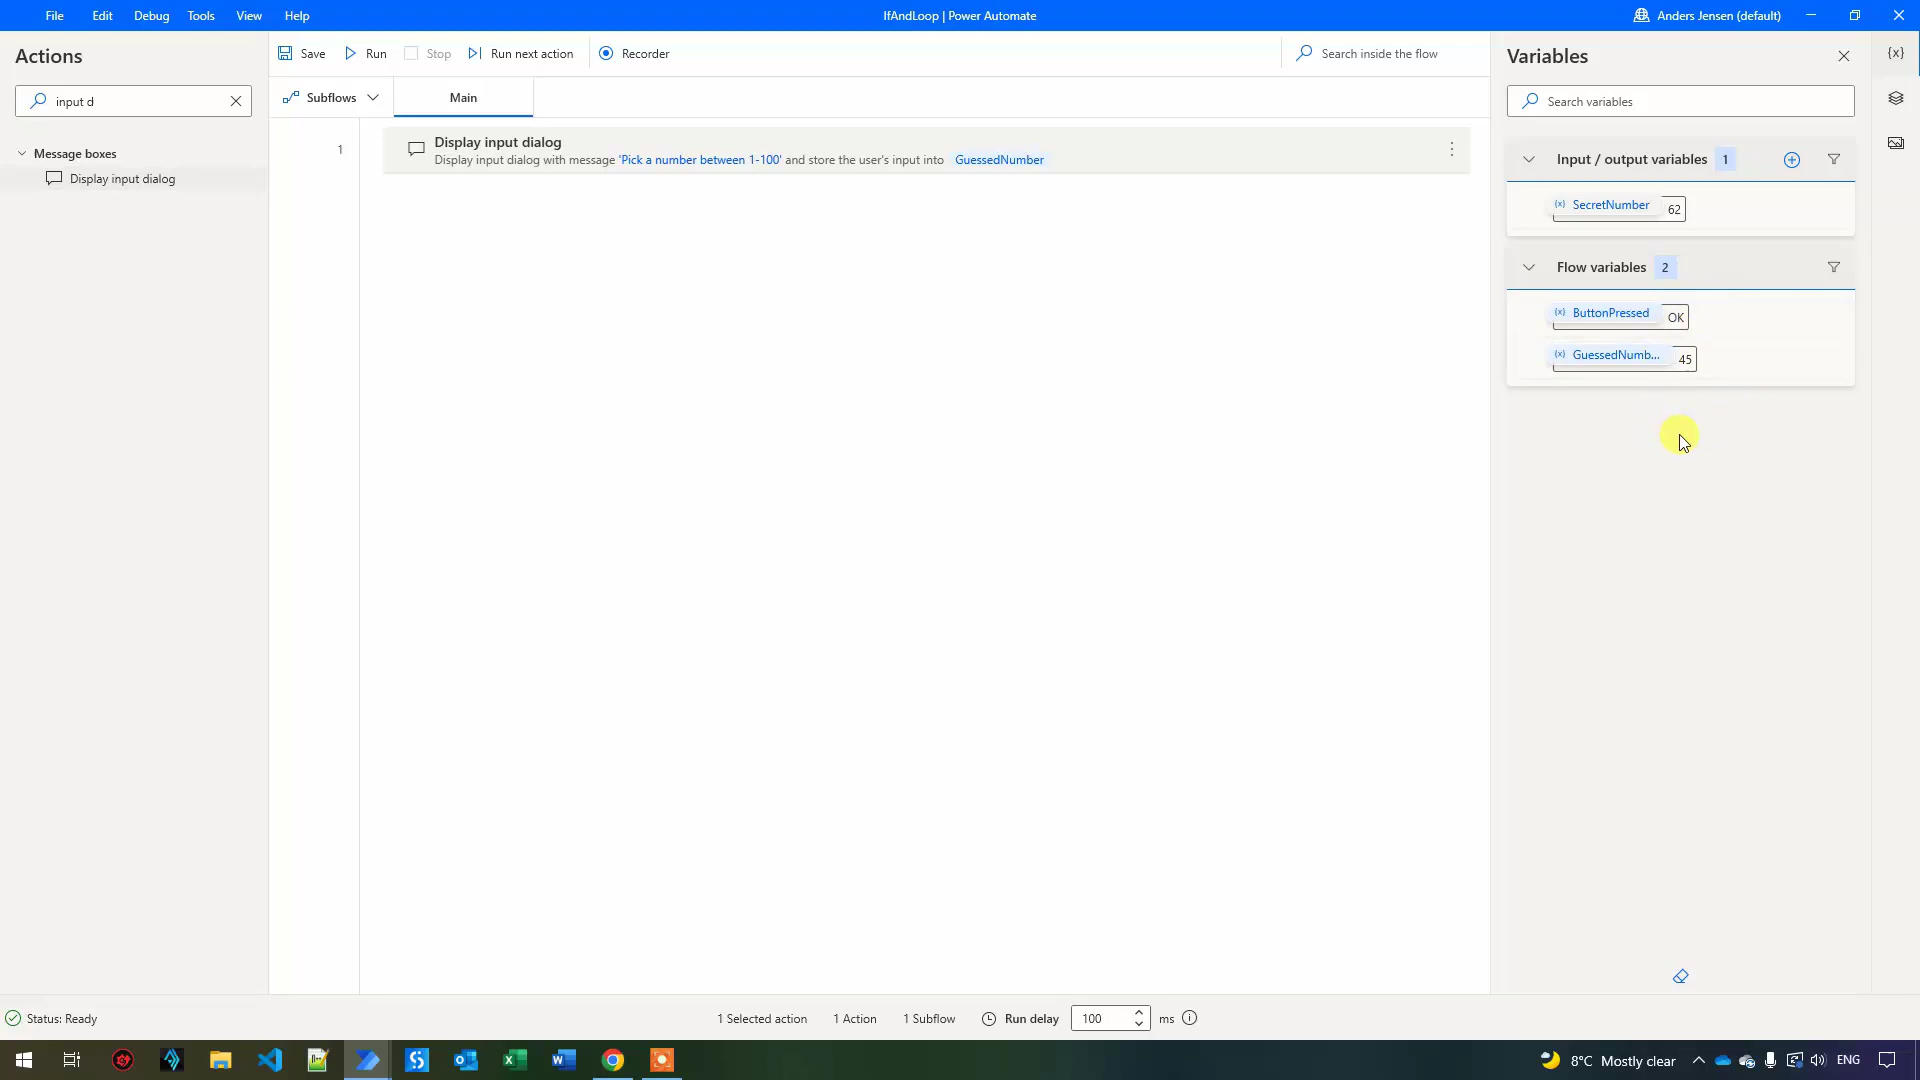 File Edit Debug Tools View Help
IfAndLoop | Power Automate
Anders Jensen (default)
Actions
input d
Message boxes
Display input dialog
Save Run Stop Run next action Recorder
Search inside the flow
Subflows Main
1
Display input dialog
Display input dialog with message 'Pick a number between 1-100' and store the user's input into GuessedNumber
Variables
{x}
Search variables
Input / output variables 1
(x) SecretNumber 62
Flow variables 2
(x) ButtonPressed OK
(x) GuessedNumb... 45
Status: Ready
1 Selected action 1 Action 1 Subflow Run delay 100 ms
8°C Mostly clear
ENG